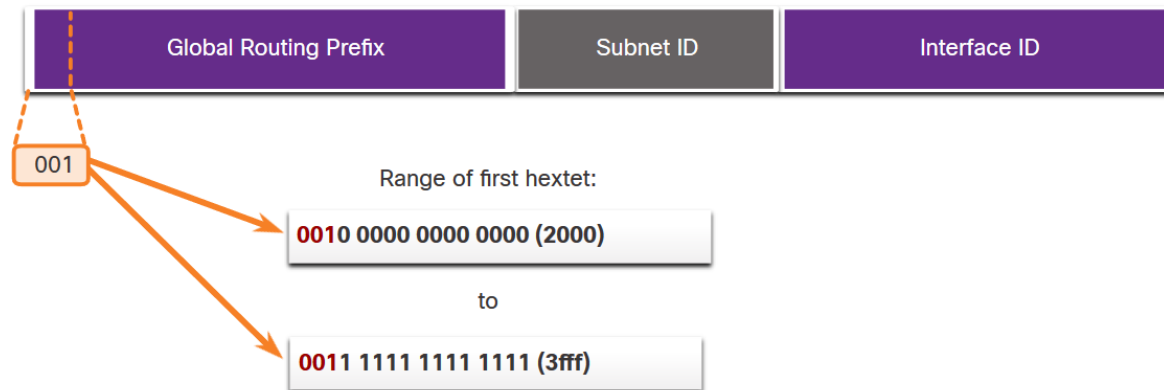 Global Routing Prefix Subnet ID Interface ID
001
Range of first hextet:
0010 0000 0000 0000 (2000)
to
0011 1111 1111 1111 (3fff)